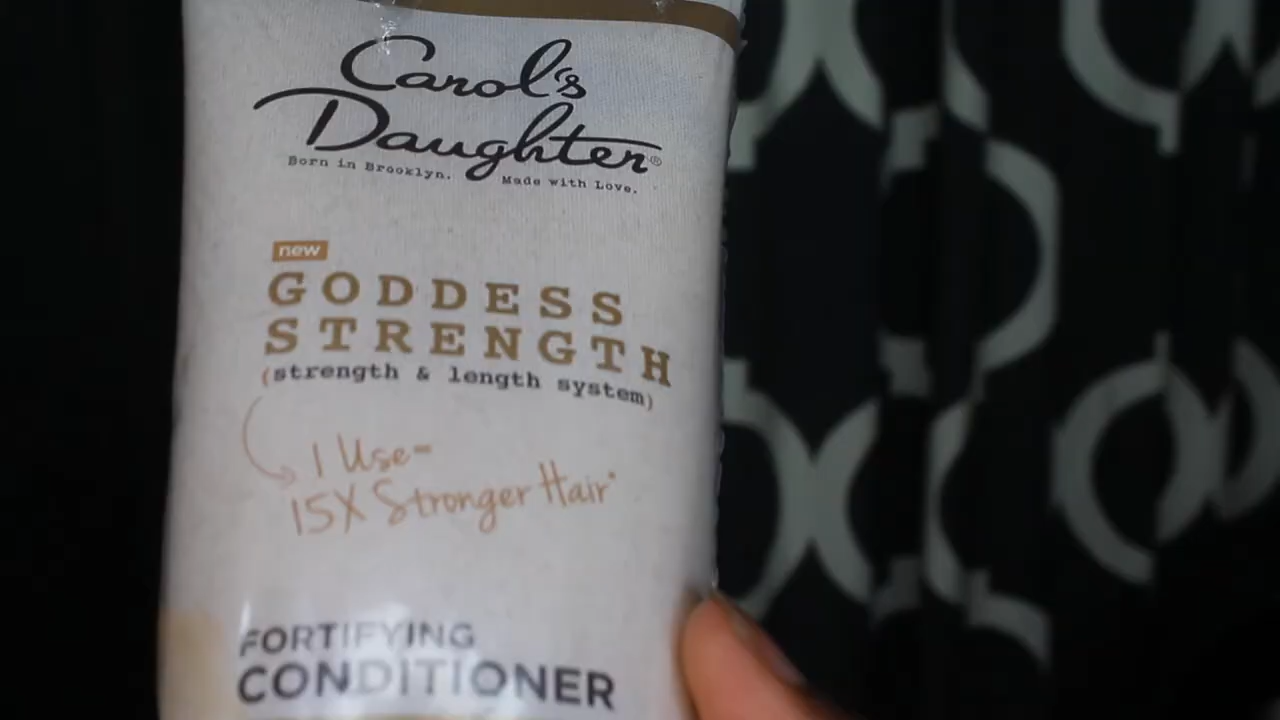 Carol's
Daughter®
Born in Brooklyn. Made with Love.
new
GODDESS
STRENGTH
(strength & length system)
1 Use-
15X Stronger Hair*
FORTIFYING
CONDITIONER